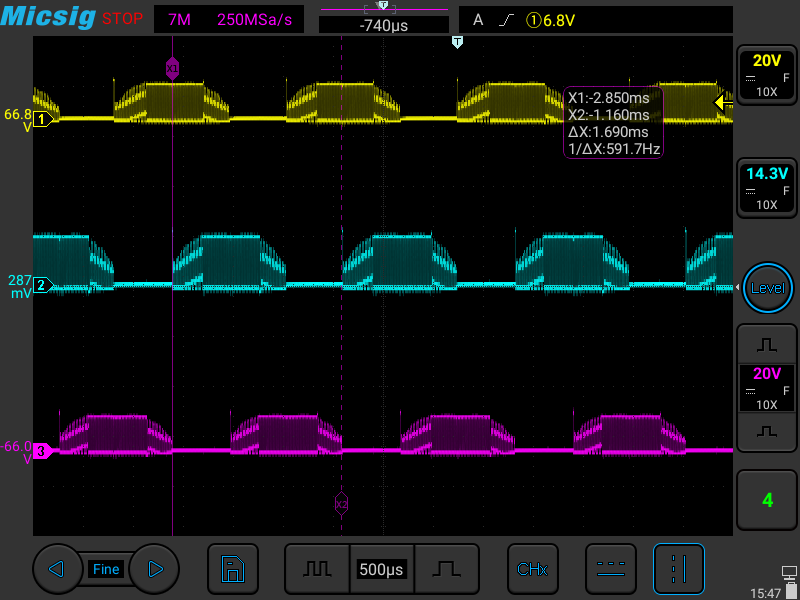 Micsig STOP 7M 250MSa/s T -740µs A ①6.8V
T
X1
66.8 V 1
X1:-2.850ms
X2:-1.160ms
ΔX:1.690ms
1/ΔX:591.7Hz
20V
F
10X
14.3V
F
10X
287 mV 2
Level
20V
F
10X
-66.0 V 3
X2
4
Fine 500µs CHx
15:47